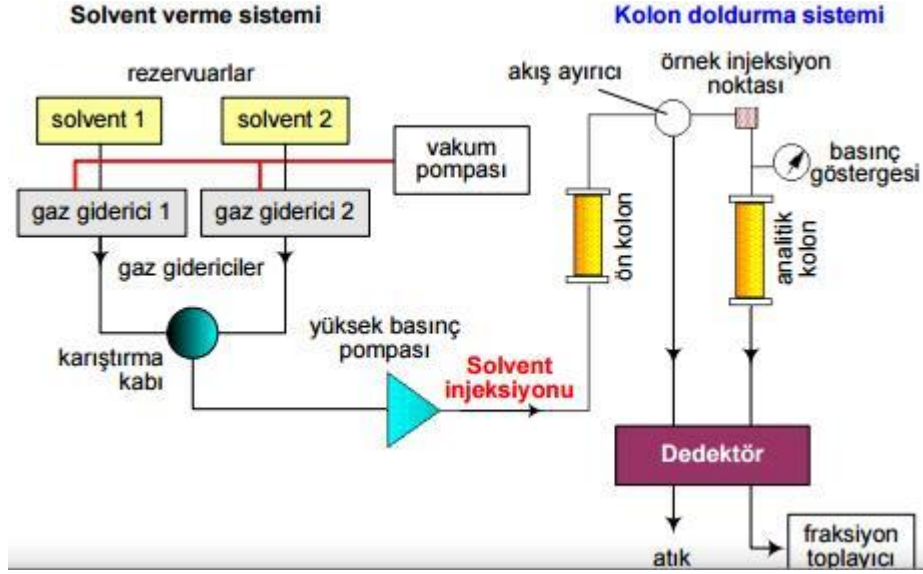 Solvent verme sistemi
Kolon doldurma sistemi
rezervuarlar
solvent 1
solvent 2
vakum
pompası
gaz giderici 1
gaz giderici 2
gaz gidericiler
karıştırma
kabı
yüksek basınç
pompası
Solvent
injeksiyonu
akış ayırıcı
örnek injeksiyon
noktası
basınç
göstergesi
ön kolon
analitik
kolon
Dedektör
atık
fraksiyon
toplayıcı